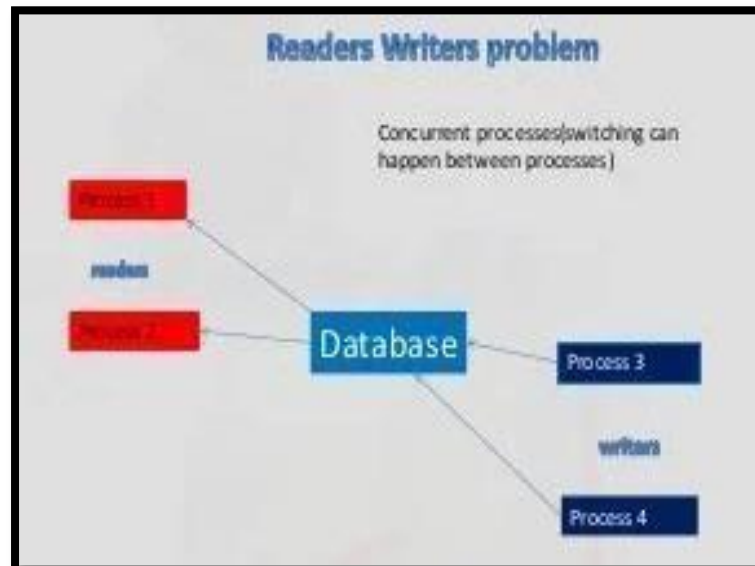 Readers Writers problem
Concurrent processes(switching can
happen between processes)
Process 1
readers
Process 2
Database
Process 3
writers
Process 4